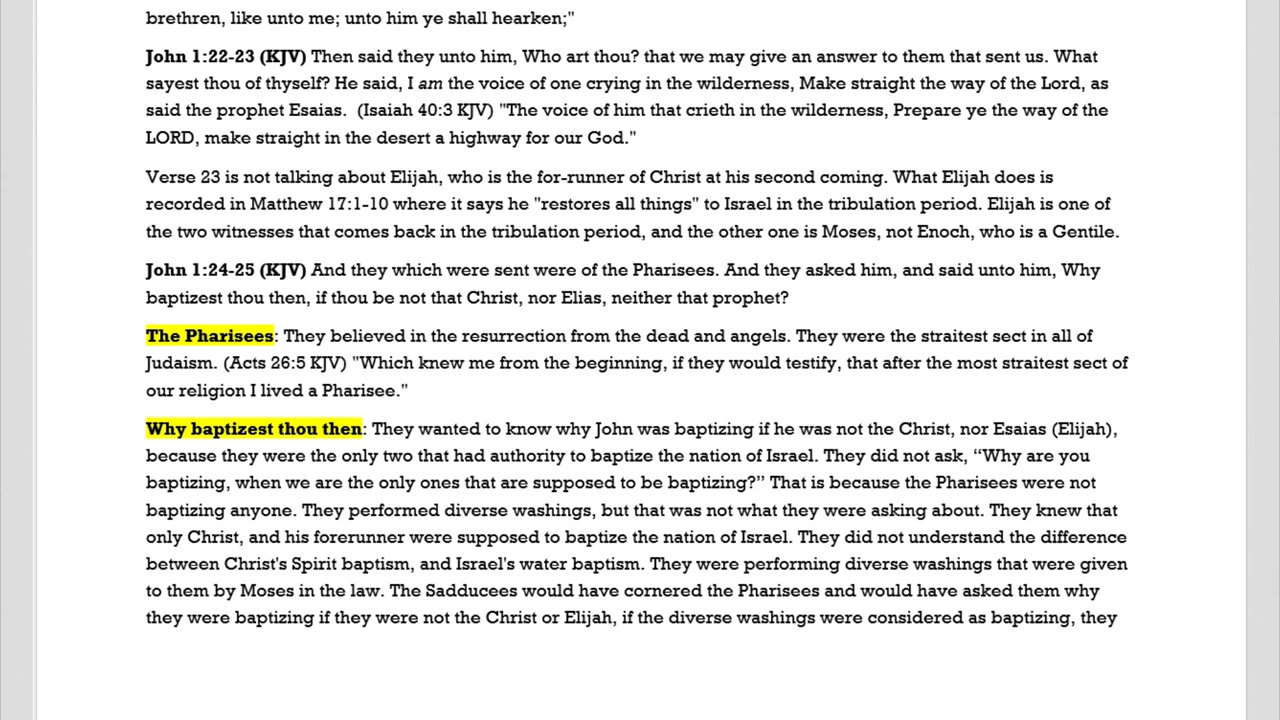 brethren, like unto me; unto him ye shall hearken;"
John 1:22-23 (KJV) Then said they unto him, Who art thou? that we may give an answer to them that sent us. What
sayest thou of thyself? He said, I am the voice of one crying in the wilderness, Make straight the way of the Lord, as
said the prophet Esaias.  (Isaiah 40:3 KJV) "The voice of him that crieth in the wilderness, Prepare ye the way of the
LORD, make straight in the desert a highway for our God."
Verse 23 is not talking about Elijah, who is the for-runner of Christ at his second coming. What Elijah does is
recorded in Matthew 17:1-10 where it says he "restores all things" to Israel in the tribulation period. Elijah is one of
the two witnesses that comes back in the tribulation period, and the other one is Moses, not Enoch, who is a Gentile.
John 1:24-25 (KJV) And they which were sent were of the Pharisees. And they asked him, and said unto him, Why
baptizest thou then, if thou be not that Christ, nor Elias, neither that prophet?
The Pharisees: They believed in the resurrection from the dead and angels. They were the straitest sect in all of
Judaism. (Acts 26:5 KJV) "Which knew me from the beginning, if they would testify, that after the most straitest sect of
our religion I lived a Pharisee."
Why baptizest thou then: They wanted to know why John was baptizing if he was not the Christ, nor Esaias (Elijah),
because they were the only two that had authority to baptize the nation of Israel. They did not ask, “Why are you
baptizing, when we are the only ones that are supposed to be baptizing?” That is because the Pharisees were not
baptizing anyone. They performed diverse washings, but that was not what they were asking about. They knew that
only Christ, and his forerunner were supposed to baptize the nation of Israel. They did not understand the difference
between Christ's Spirit baptism, and Israel's water baptism. They were performing diverse washings that were given
to them by Moses in the law. The Sadducees would have cornered the Pharisees and would have asked them why
they were baptizing if they were not the Christ or Elijah, if the diverse washings were considered as baptizing, they